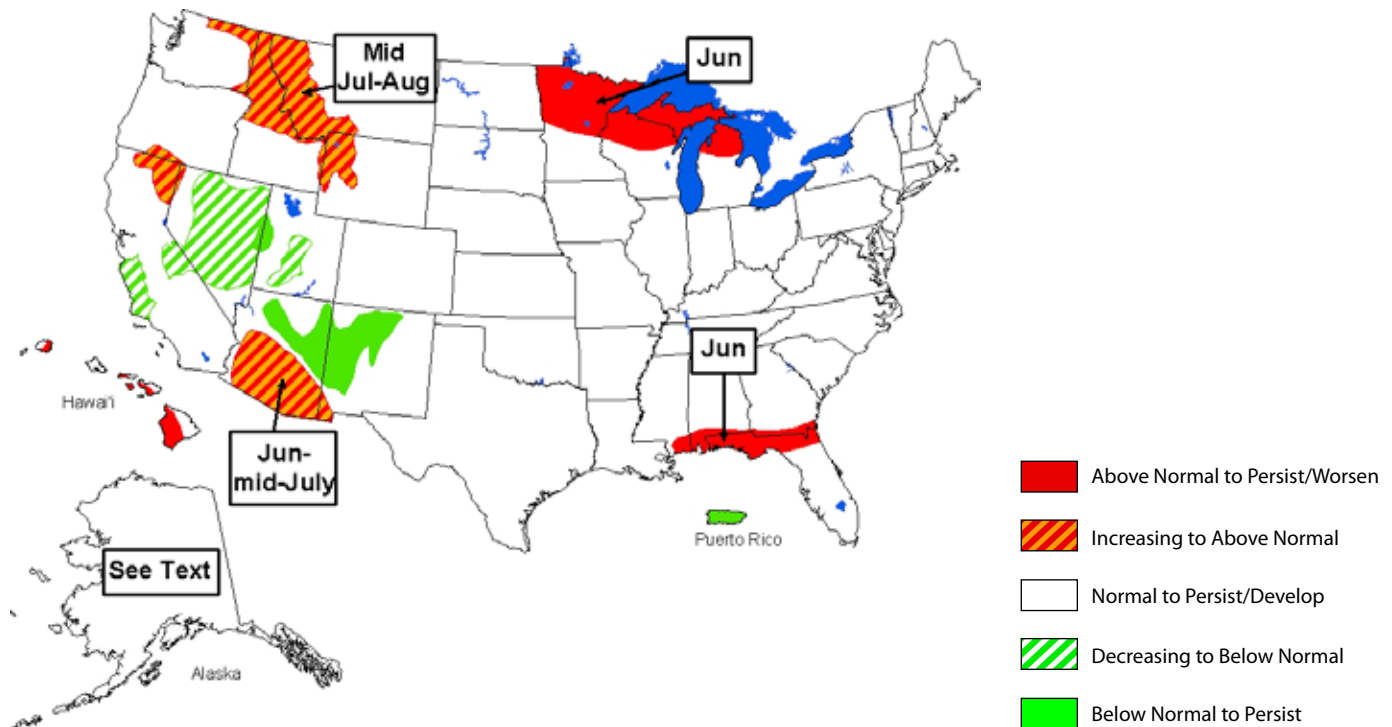 Mid
Jul-Aug
Jun
Jun
Hawai'i
Jun-
mid-July
See Text
Alaska
Puerto Rico
Above Normal to Persist/Worsen
Increasing to Above Normal
Normal to Persist/Develop
Decreasing to Below Normal
Below Normal to Persist